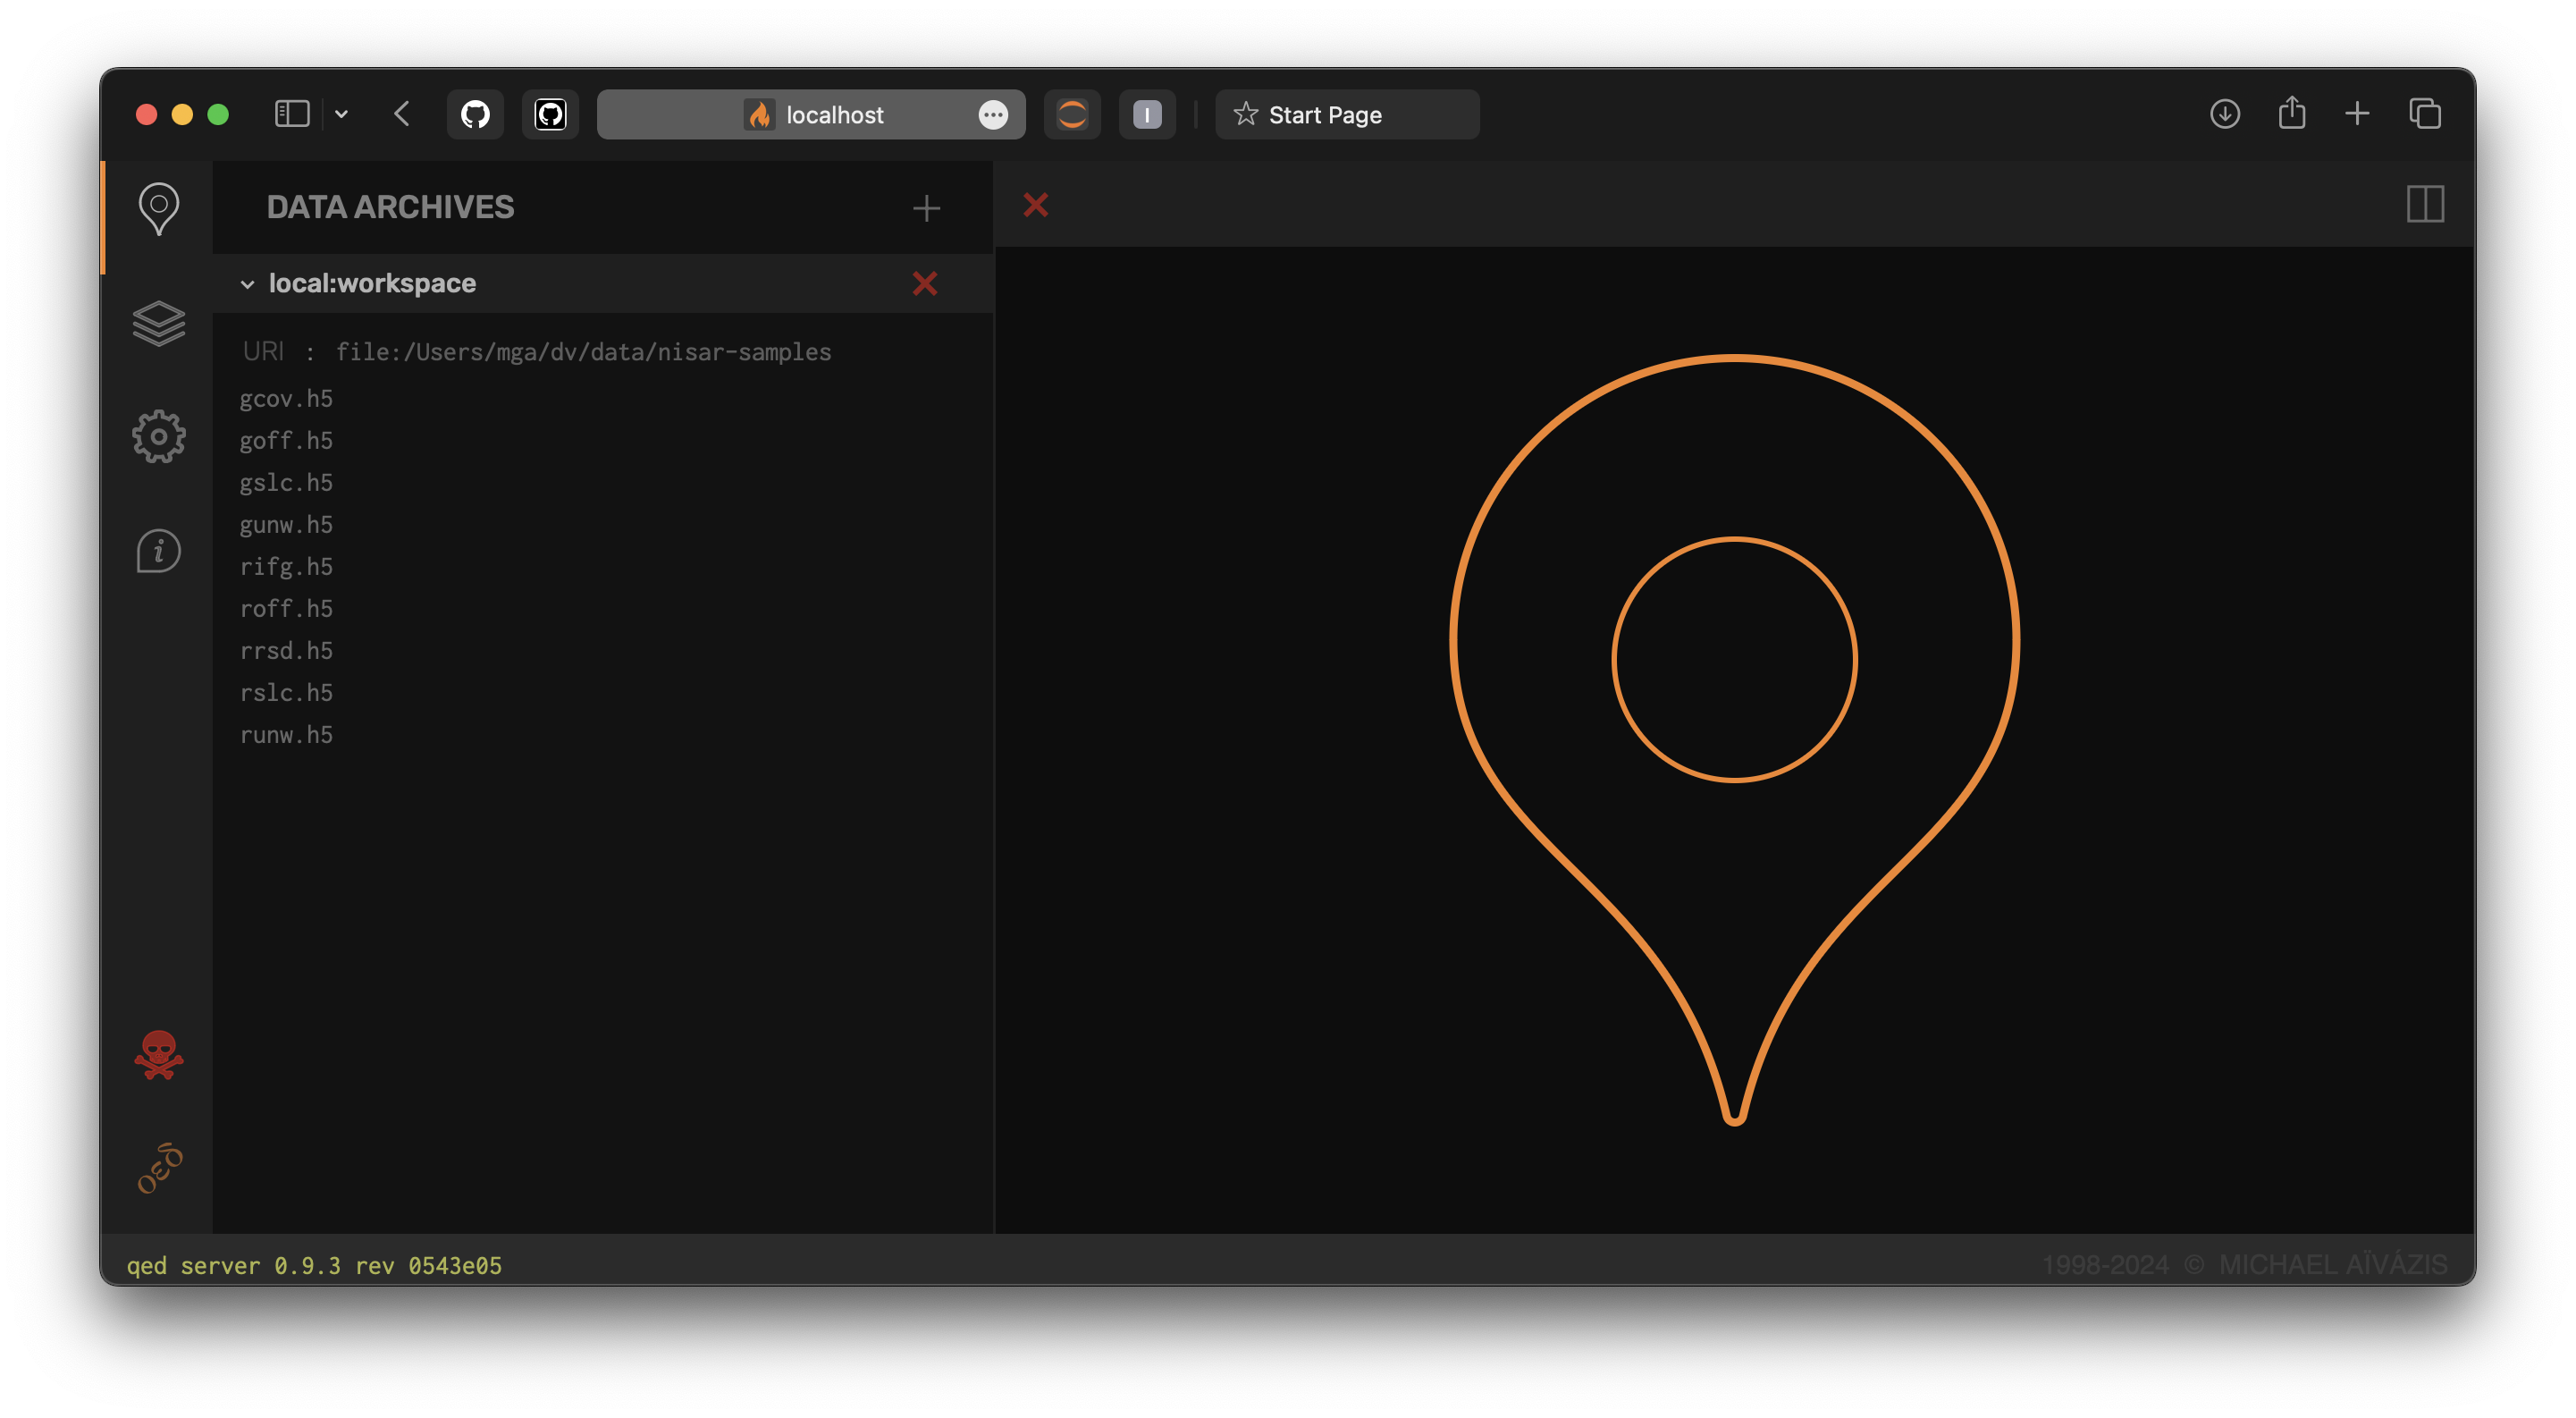 localhost
I
Start Page
DATA ARCHIVES
local:workspace
URI : file:/Users/mga/dv/data/nisar-samples
gcov.h5
goff.h5
gslc.h5
gunw.h5
rifg.h5
roff.h5
rrsd.h5
rslc.h5
runw.h5
οεδ
qed server 0.9.3 rev 0543e05
1998-2024 © MICHAEL AÏVÁZIS